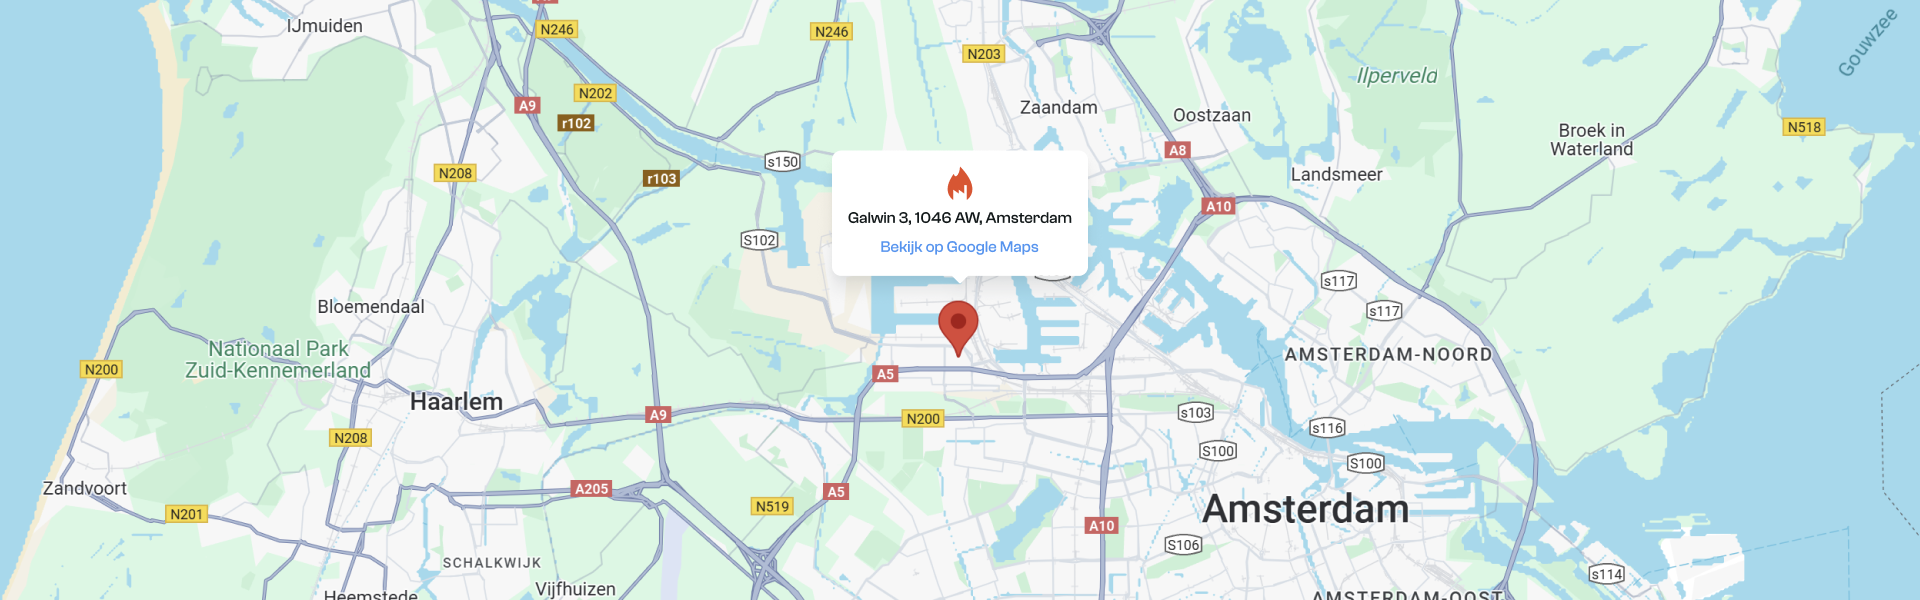 IJmuiden
N246
N246
Gouwzee
N203
Ilperveld
N202
A9
Zaandam
Oostzaan
r102
N518
Broek in
Waterland
A8
s150
N208
r103
Landsmeer
A10
Galwin 3, 1046 AW, Amsterdam
S102
Bekijk op Google Maps
s117
Bloemendaal
s117
Nationaal Park
Zuid-Kennemerland
AMSTERDAM-NOORD
N200
A5
Haarlem
A9
N200
s103
s116
N208
S100
S100
Zandvoort
A205
A5
N519
Amsterdam
N201
A10
S106
SCHALKWIJK
s114
Vijfhuizen
Heemstede
AMSTERDAM-OOST